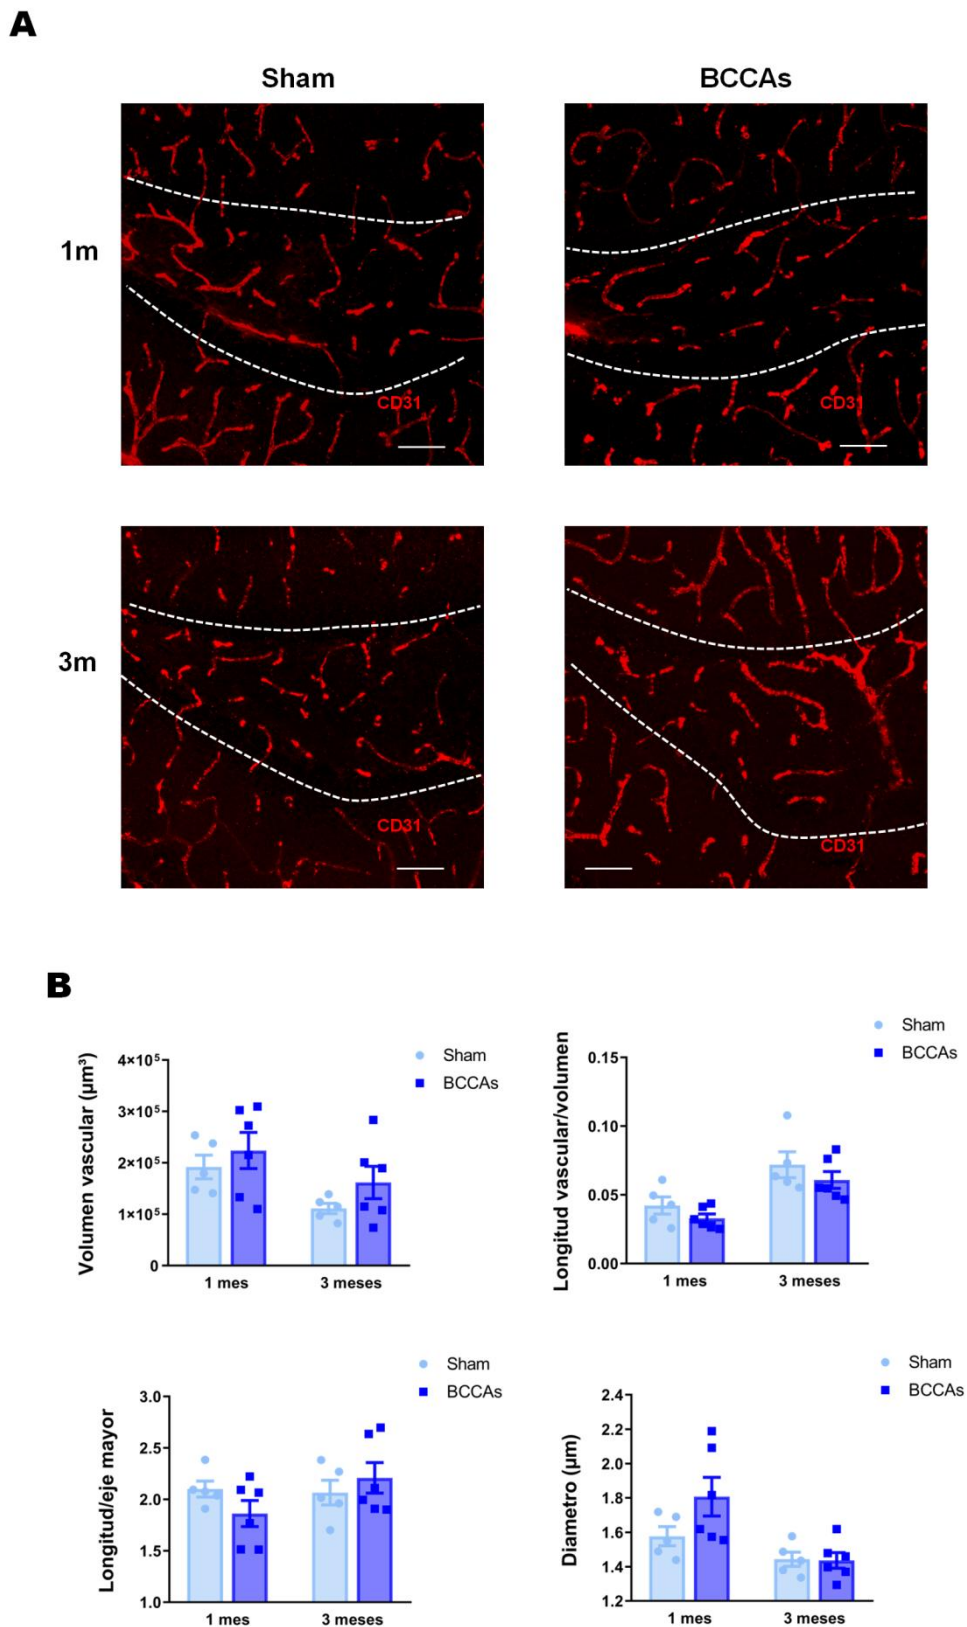 A
Sham
BCCAs
1m
CD31
CD31
3m
CD31
CD31
B
Volumen vascular (µm³)
4×10⁵
3×10⁵
2×10⁵
1×10⁵
0
1 mes
3 meses
Sham
BCCAs
Longitud vascular/volumen
0.15
0.10
0.05
0.00
1 mes
3 meses
Sham
BCCAs
Longitud/eje mayor
3.0
2.5
2.0
1.5
1.0
1 mes
3 meses
Sham
BCCAs
Diametro (µm)
2.4
2.2
2.0
1.8
1.6
1.4
1.2
1 mes
3 meses
Sham
BCCAs